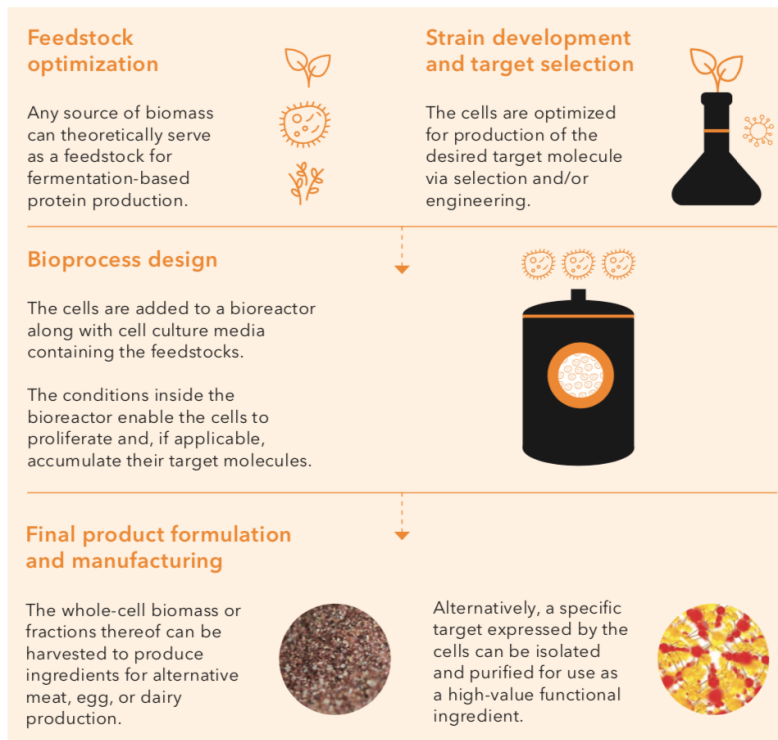 Feedstock
optimization
Any source of biomass
can theoretically serve
as a feedstock for
fermentation-based
protein production.
Strain development
and target selection
The cells are optimized
for production of the
desired target molecule
via selection and/or
engineering.
Bioprocess design
The cells are added to a bioreactor
along with cell culture media
containing the feedstocks.
The conditions inside the
bioreactor enable the cells to
proliferate and, if applicable,
accumulate their target molecules.
Final product formulation
and manufacturing
The whole-cell biomass or
fractions thereof can be
harvested to produce
ingredients for alternative
meat, egg, or dairy
production.
Alternatively, a specific
target expressed by the
cells can be isolated
and purified for use as
a high-value functional
ingredient.